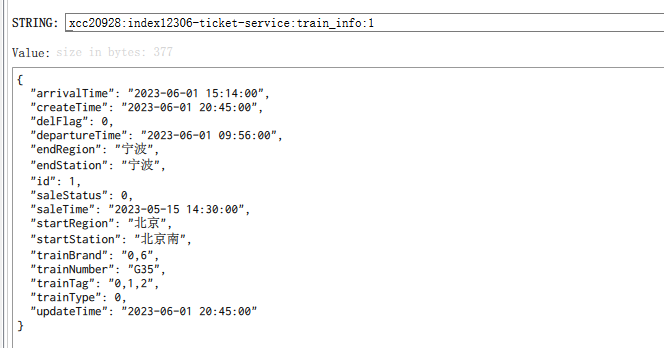 STRING: xcc20928:index12306-ticket-service:train_info:1
Value: size in bytes: 377
{
"arrivalTime": "2023-06-01 15:14:00",
"createTime": "2023-06-01 20:45:00",
"delFlag": 0,
"departureTime": "2023-06-01 09:56:00",
"endRegion": "宁波",
"endStation": "宁波",
"id": 1,
"saleStatus": 0,
"saleTime": "2023-05-15 14:30:00",
"startRegion": "北京",
"startStation": "北京南",
"trainBrand": "0,6",
"trainNumber": "G35",
"trainTag": "0,1,2",
"trainType": 0,
"updateTime": "2023-06-01 20:45:00"
}